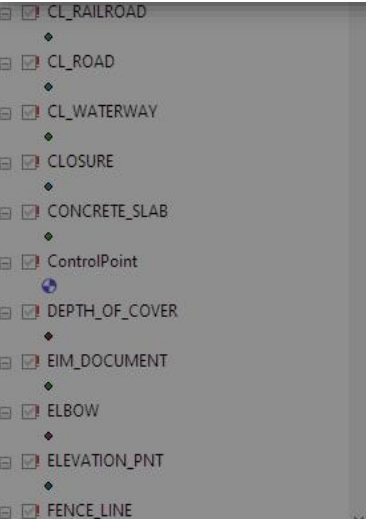 CL_RAILROAD
CL_ROAD
CL_WATERWAY
CLOSURE
CONCRETE_SLAB
ControlPoint
DEPTH_OF_COVER
EIM_DOCUMENT
ELBOW
ELEVATION_PNT
FENCE_LINE